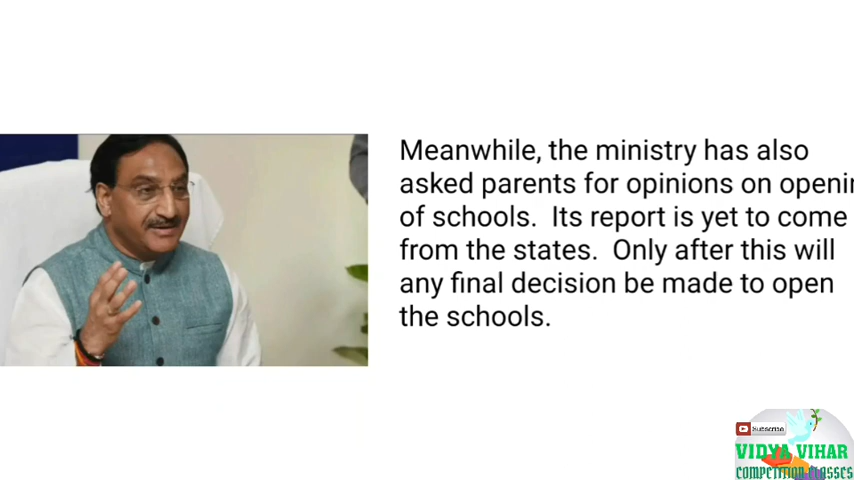 Meanwhile, the ministry has also
asked parents for opinions on openin
of schools.  Its report is yet to come
from the states.  Only after this will
any final decision be made to open
the schools.
Subscribe
VIDYA VIHAR
COMPETITION CLASSES